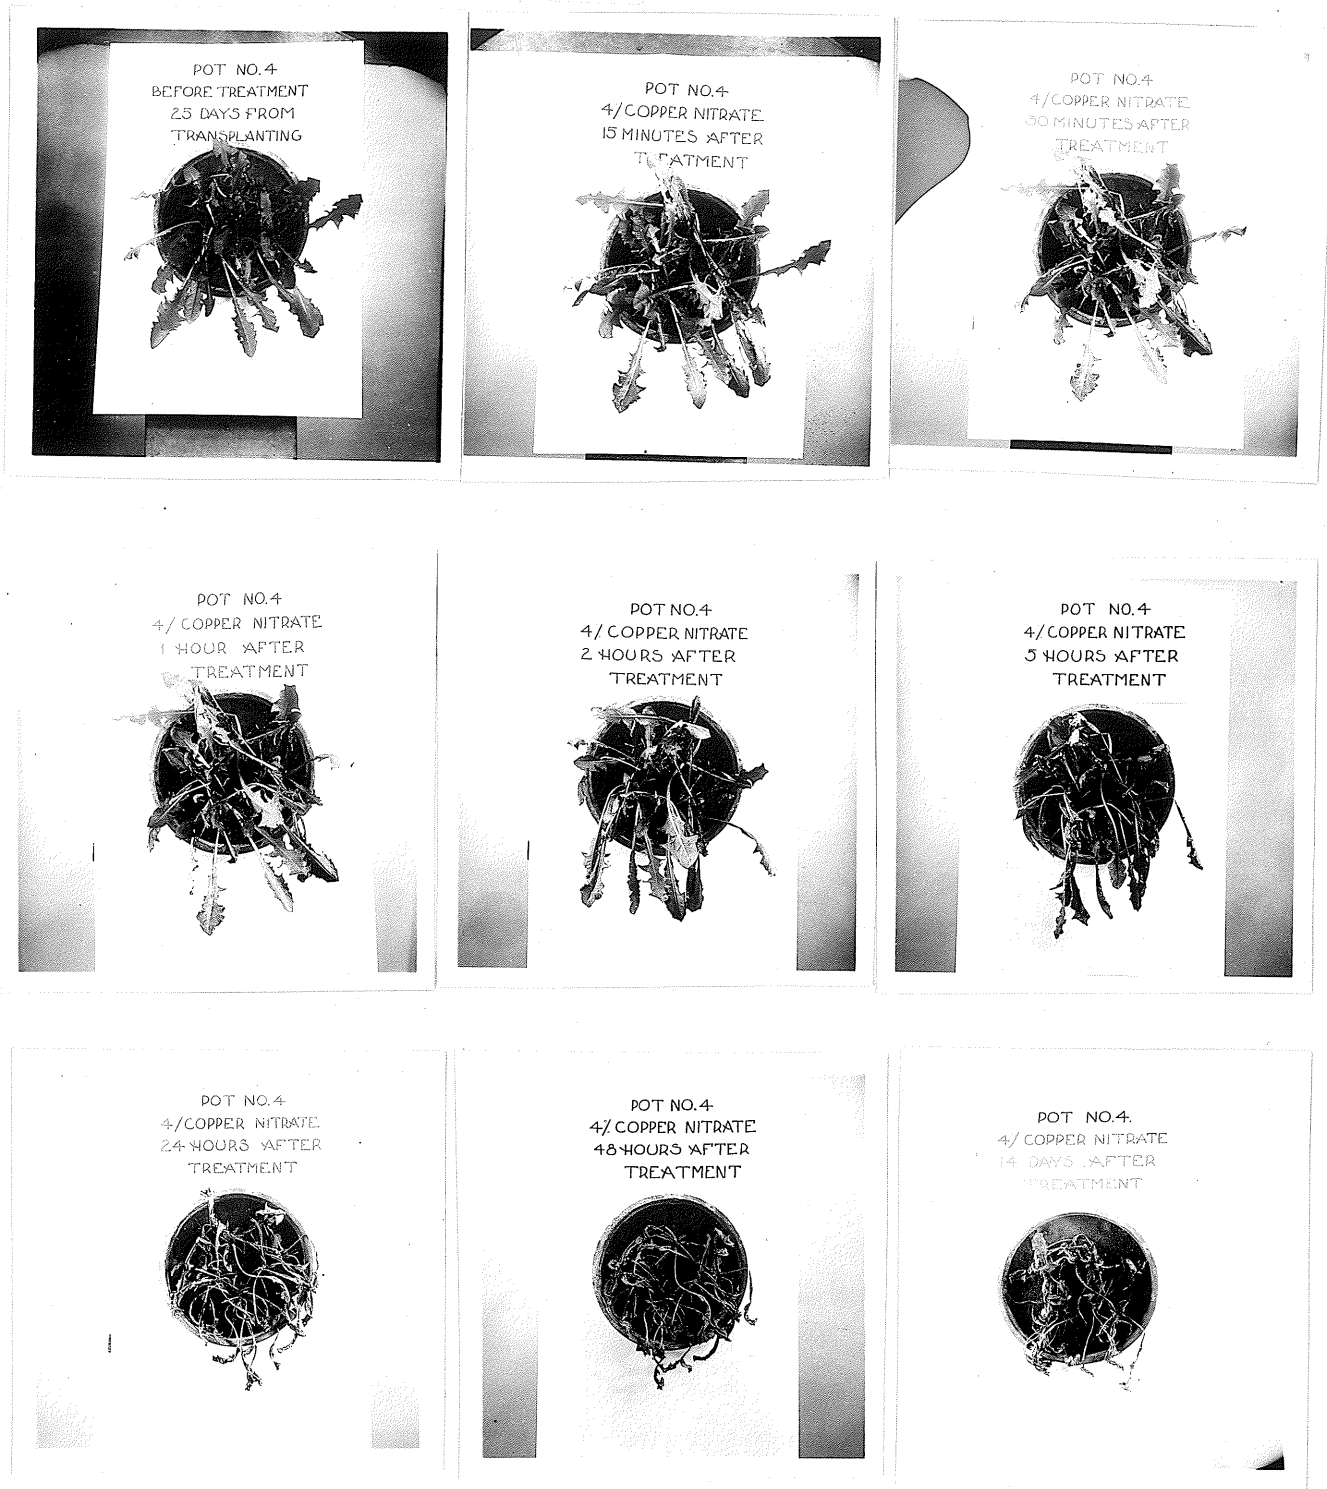 POT NO.4
BEFORE TREATMENT
25 DAYS FROM
TRANSPLANTING
POT NO.4
4/ COPPER NITRATE
15 MINUTES AFTER
TREATMENT
POT NO.4
4/ COPPER NITRATE
30 MINUTES AFTER
TREATMENT
POT NO.4
4/ COPPER NITRATE
1 HOUR AFTER
TREATMENT
POT NO.4
4/ COPPER NITRATE
2 HOURS AFTER
TREATMENT
POT NO.4
4/ COPPER NITRATE
5 HOURS AFTER
TREATMENT
POT NO.4
4/ COPPER NITRATE
24 HOURS AFTER
TREATMENT
POT NO.4
4% COPPER NITRATE
48 HOURS AFTER
TREATMENT
POT NO.4.
4/ COPPER NITRATE
14 DAYS AFTER
TREATMENT